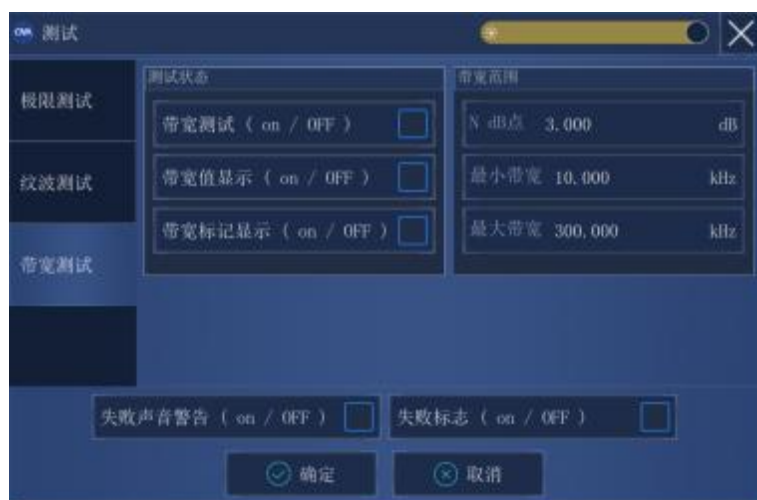 OVA 测试
极限测试
纹波测试
带宽测试
测试状态
带宽测试 ( on / OFF )
带宽值显示 ( on / OFF )
带宽标记显示 ( on / OFF )
带宽范围
N dB点 3.000 dB
最小带宽 10.000 kHz
最大带宽 300.000 kHz
失败声音警告 ( on / OFF )
失败标志 ( on / OFF )
确定
取消